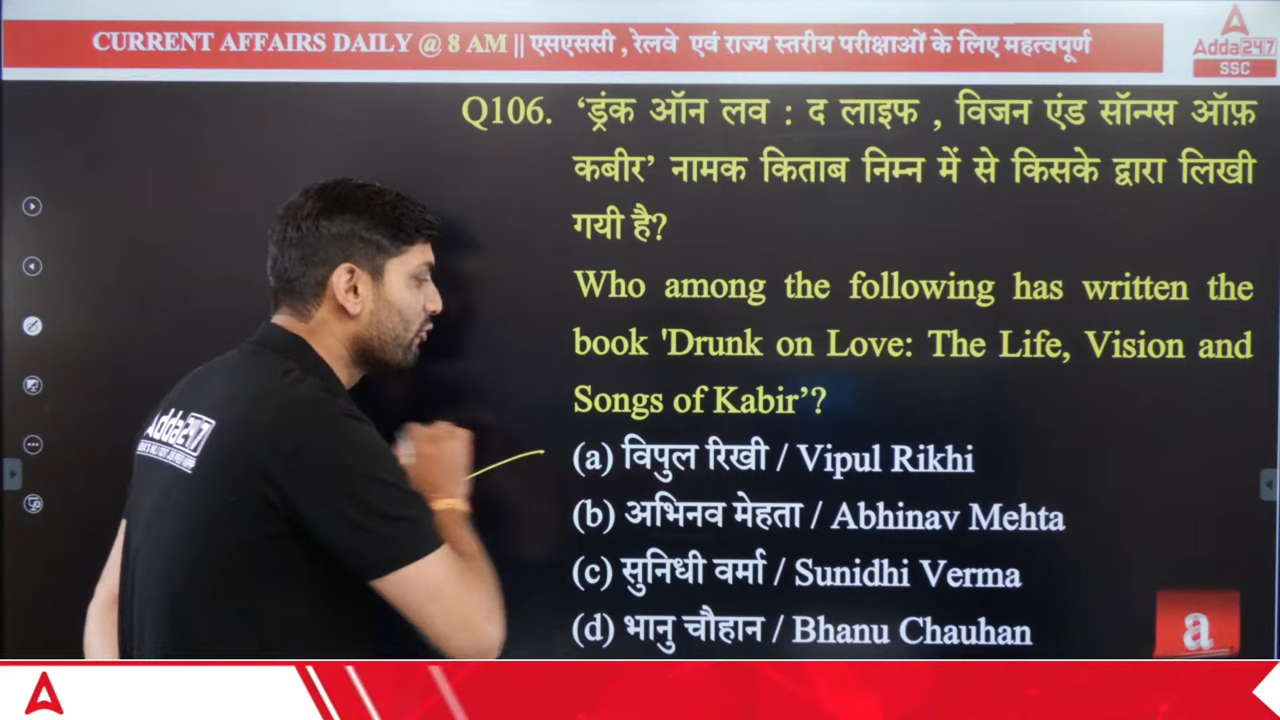 CURRENT AFFAIRS DAILY @ 8 AM || एसएससी , रेलवे एवं राज्य स्तरीय परीक्षाओं के लिए महत्वपूर्ण
Adda247
SSC
Q106. ‘ड्रंक ऑन लव : द लाइफ , विजन एंड सॉन्ग्स ऑफ़
कबीर’ नामक किताब निम्न में से किसके द्वारा लिखी
गयी है?
Who among the following has written the
book 'Drunk on Love: The Life, Vision and
Songs of Kabir’?
(a) विपुल रिखी / Vipul Rikhi
(b) अभिनव मेहता / Abhinav Mehta
(c) सुनिधी वर्मा / Sunidhi Verma
(d) भानु चौहान / Bhanu Chauhan
a
Adda247